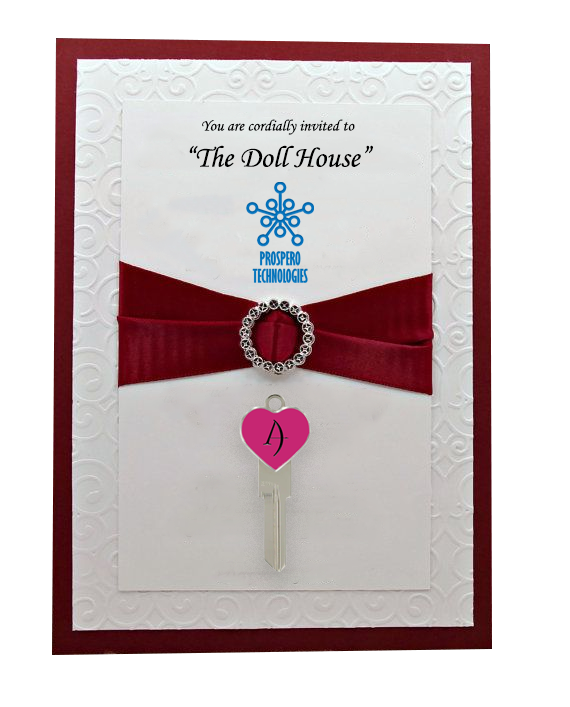 You are cordially invited to
“The Doll House”
PROSPERO
TECHNOLOGIES
A